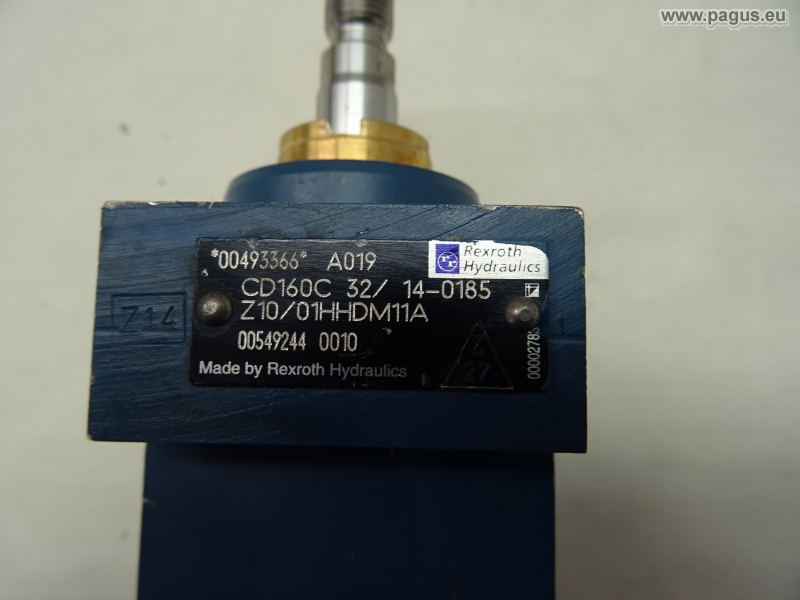 www.pagus.eu
*00493366* A019
Rexroth
Hydraulics
CD160C 32/ 14-0185
Z10/01HHDM11A
00549244 0010
Made by Rexroth Hydraulics
Z14
27